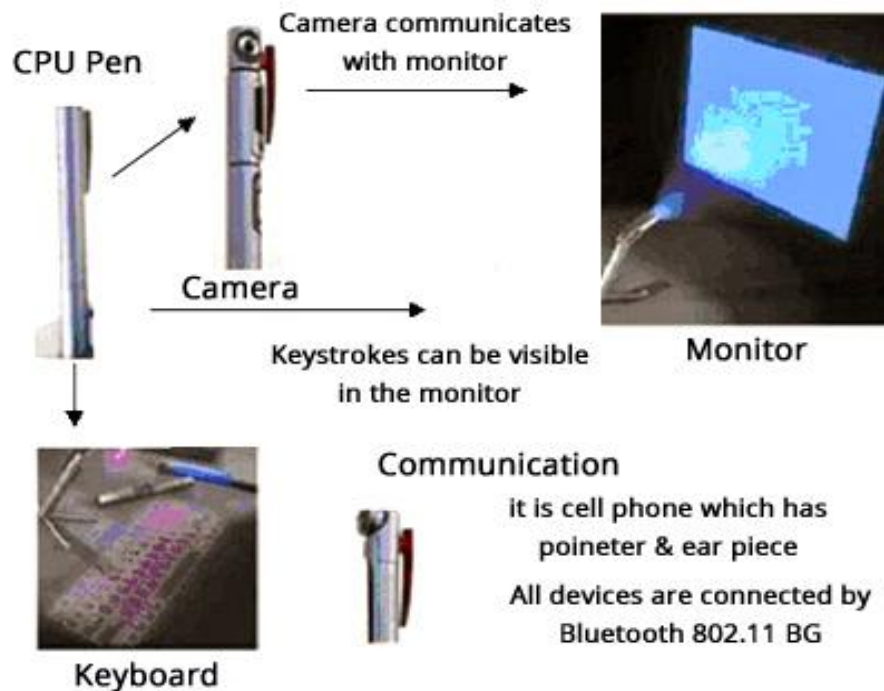 CPU Pen
Camera communicates
with monitor
Camera
Keystrokes can be visible
in the monitor
Monitor
Keyboard
Communication
it is cell phone which has
poineter & ear piece
All devices are connected by
Bluetooth 802.11 BG